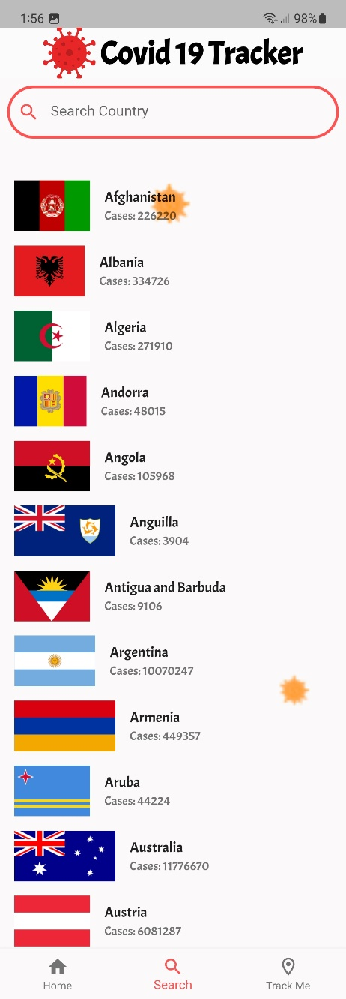 1:56 98%
Covid 19 Tracker
Search Country
Afghanistan
Cases: 226220
Albania
Cases: 334726
Algeria
Cases: 271910
Andorra
Cases: 48015
Angola
Cases: 105968
Anguilla
Cases: 3904
Antigua and Barbuda
Cases: 9106
Argentina
Cases: 10070247
Armenia
Cases: 449357
Aruba
Cases: 44224
Australia
Cases: 11776670
Austria
Cases: 6081287
Home Search Track Me